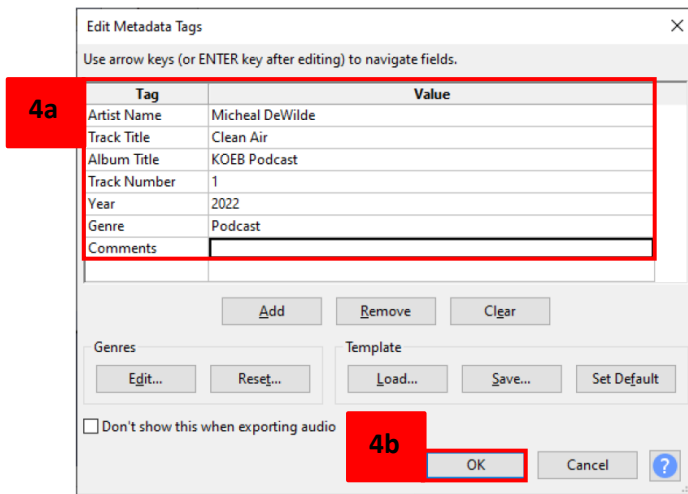 Edit Metadata Tags
Use arrow keys (or ENTER key after editing) to navigate fields.
4a
Tag Value
Artist Name Micheal DeWilde
Track Title Clean Air
Album Title KOEB Podcast
Track Number 1
Year 2022
Genre Podcast
Comments
Add Remove Clear
Genres Template
Edit... Reset... Load... Save... Set Default
Don't show this when exporting audio
4b
OK Cancel ?